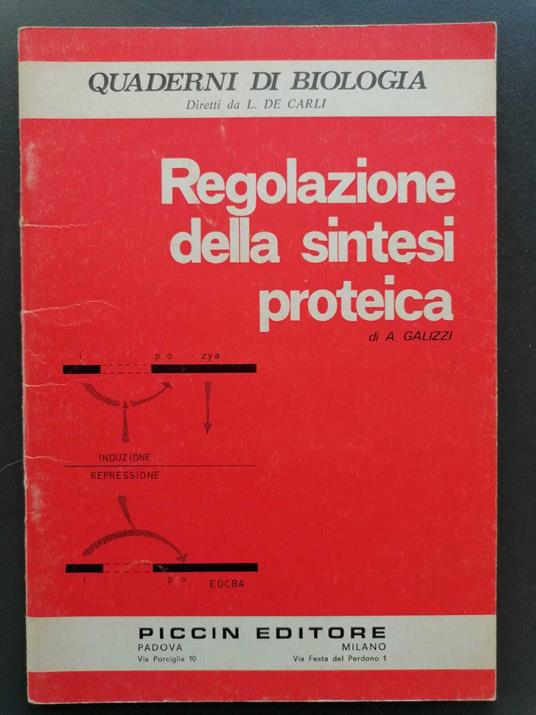 QUADERNI DI BIOLOGIA
Diretti da L. DE CARLI
Regolazione
della sintesi
proteica
di A. GALIZZI
i p o zya
INDUZIONE
REPRESSIONE
i p o EDCBA
PICCIN EDITORE
PADOVA MILANO
Via Porciglia 10 Via Festa del Perdono 1